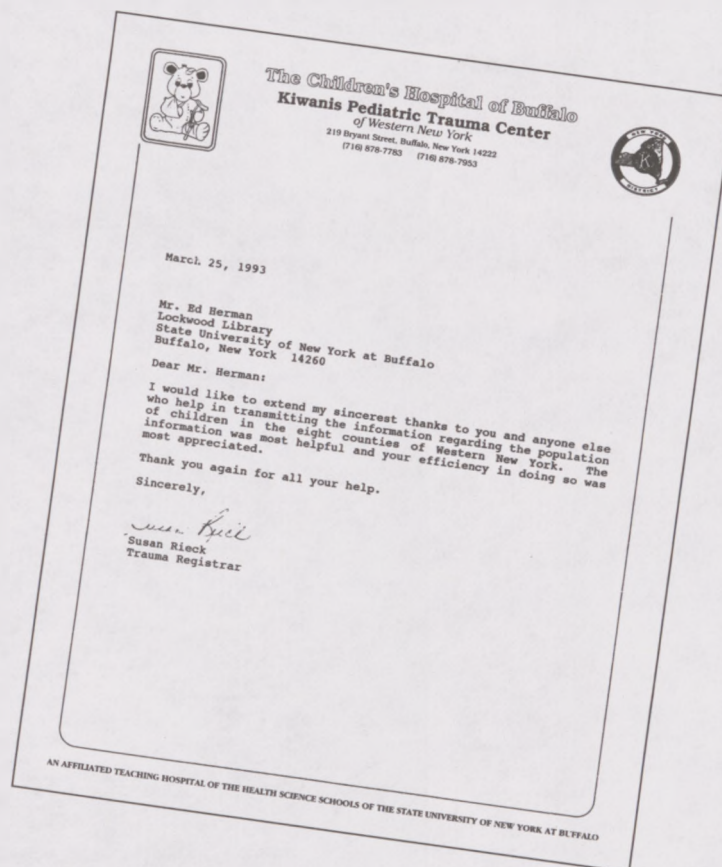 The Children's Hospital of Buffalo
Kiwanis Pediatric Trauma Center
of Western New York
219 Bryant Street, Buffalo, New York 14222
(716) 878-7783 (716) 878-7953
NEW YORK
K
DISTRICT
March 25, 1993
Mr. Ed Herman
Lockwood Library
State University of New York at Buffalo
Buffalo, New York 14260
Dear Mr. Herman:
I would like to extend my sincerest thanks to you and anyone else
who help in transmitting the information regarding the population
of children in the eight counties of Western New York. The
information was most helpful and your efficiency in doing so was
most appreciated.
Thank you again for all your help.
Sincerely,
Susan Rieck
Susan Rieck
Trauma Registrar
AN AFFILIATED TEACHING HOSPITAL OF THE HEALTH SCIENCE SCHOOLS OF THE STATE UNIVERSITY OF NEW YORK AT BUFFALO